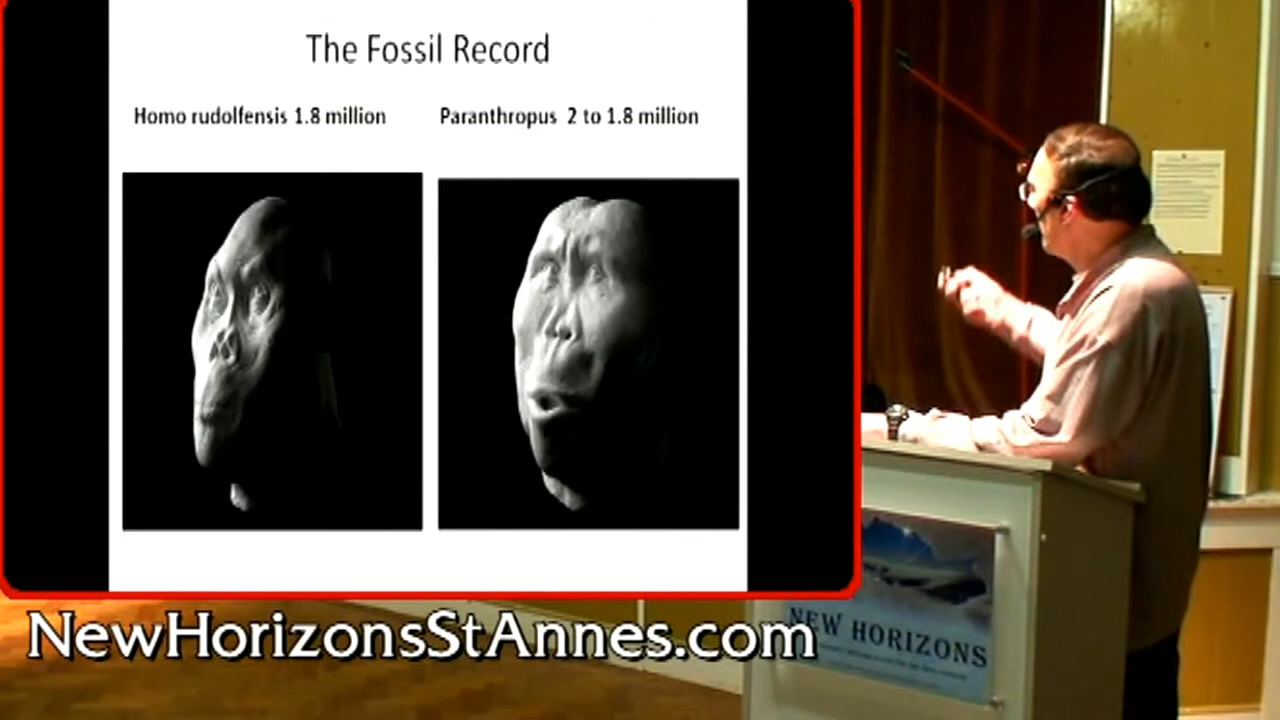 The Fossil Record
Homo rudolfensis 1.8 million
Paranthropus 2 to 1.8 million
NewHorizonsStAnnes.com
NEW HORIZONS